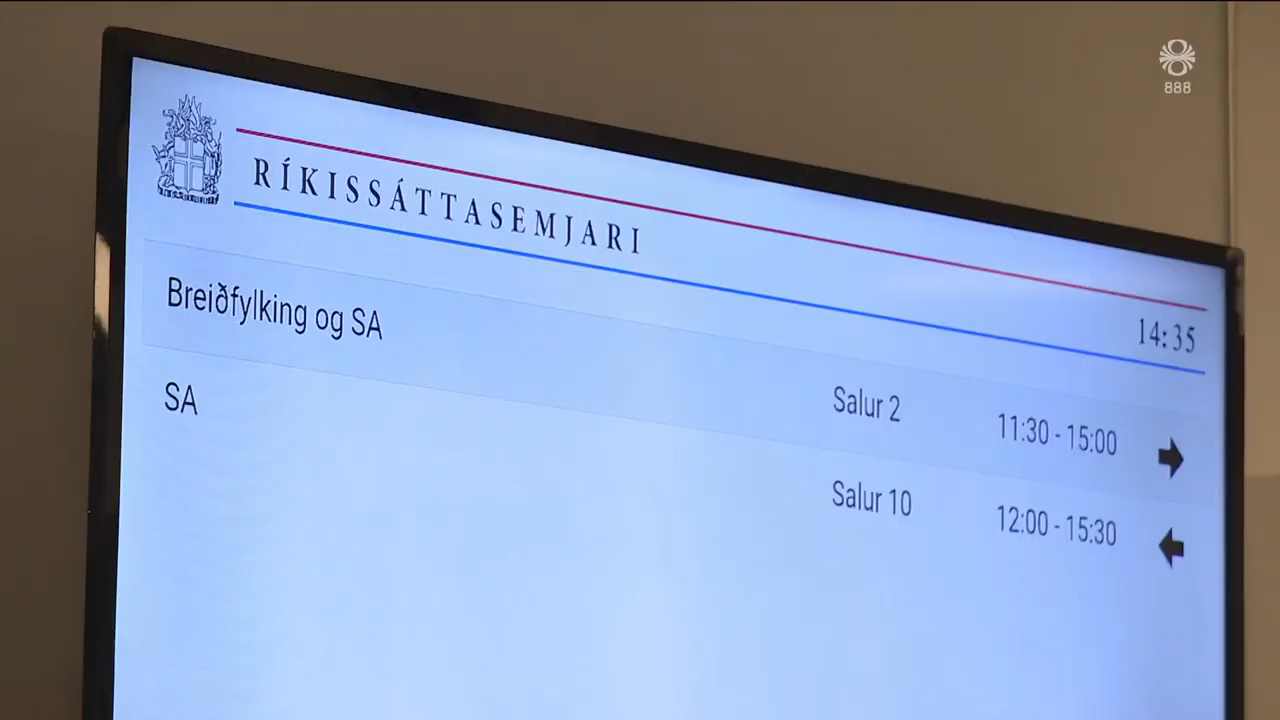 888
RÍKISSÁTTASEMJARI
14:35
Breiðfylking og SA Salur 2 11:30 - 15:00
SA Salur 10 12:00 - 15:30